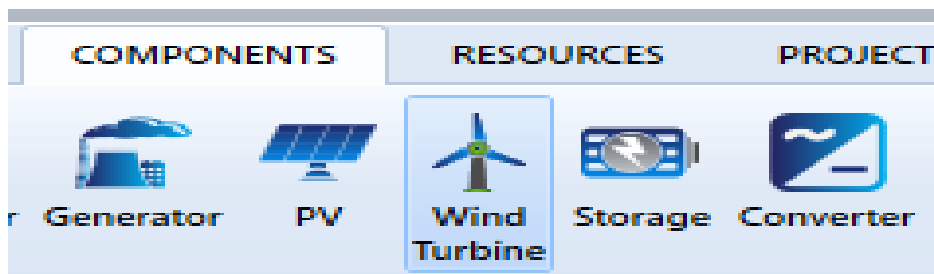 COMPONENTS RESOURCES PROJECT
r Generator PV Wind Turbine Storage Converter